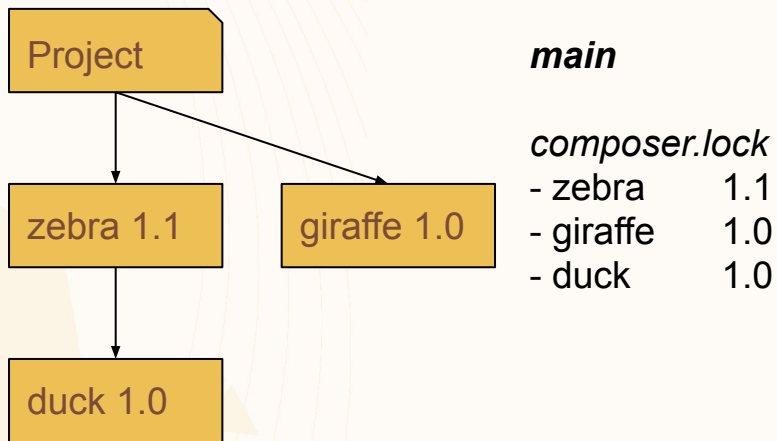 Project
zebra 1.1
giraffe 1.0
duck 1.0
main
composer.lock
- zebra 1.1
- giraffe 1.0
- duck 1.0